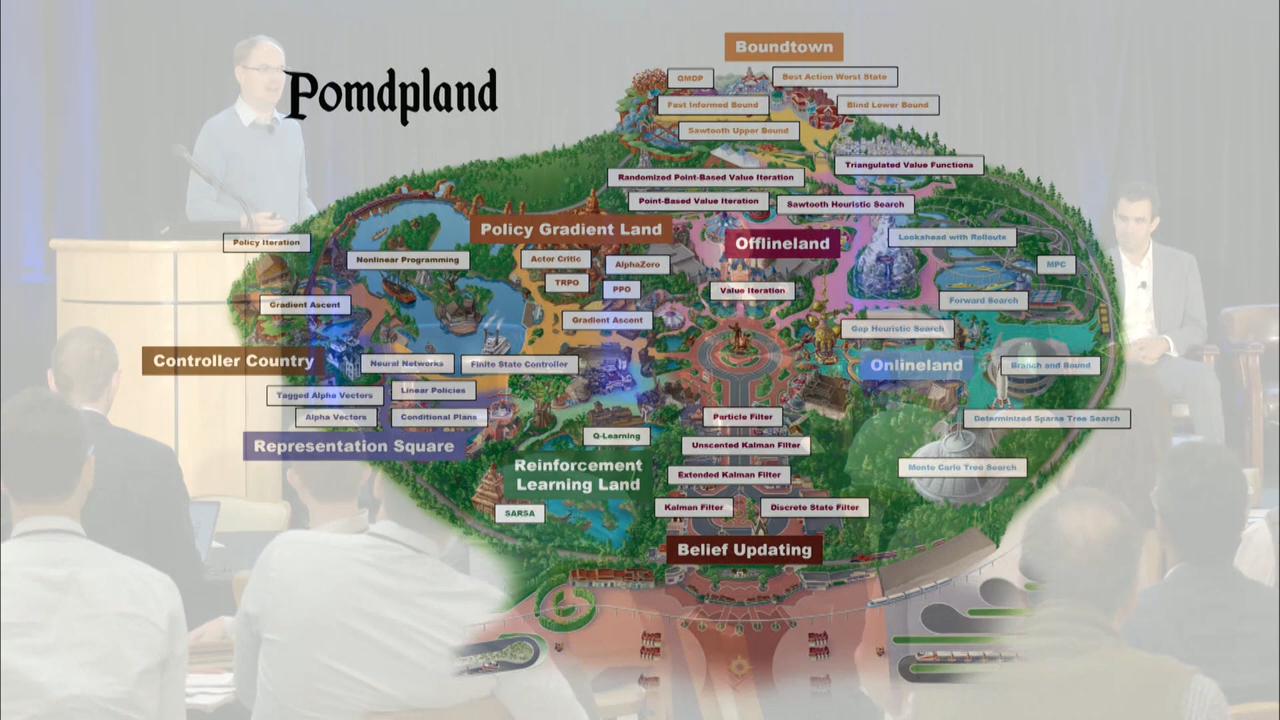 Boundtown
Pomdpland
QMDP
Best Action Worst State
Fast Informed Bound
Blind Lower Bound
Sawtooth Upper Bound
Triangulated Value Functions
Randomized Point-Based Value Iteration
Point-Based Value Iteration
Sawtooth Heuristic Search
Policy Gradient Land
Policy Iteration
Offlineland
Lookahead with Rollouts
Nonlinear Programming
Actor Critic
AlphaZero
MPC
TRPO
PPO
Value Iteration
Forward Search
Gradient Ascent
Gradient Ascent
Gap Heuristic Search
Controller Country
Neural Networks
Finite State Controller
Onlineland
Branch and Bound
Tagged Alpha Vectors
Linear Policies
Alpha Vectors
Conditional Plans
Particle Filter
Determinized Sparse Tree Search
Representation Square
Q-Learning
Unscented Kalman Filter
Reinforcement
Learning Land
Extended Kalman Filter
Monte Carlo Tree Search
SARSA
Kalman Filter
Discrete State Filter
Belief Updating